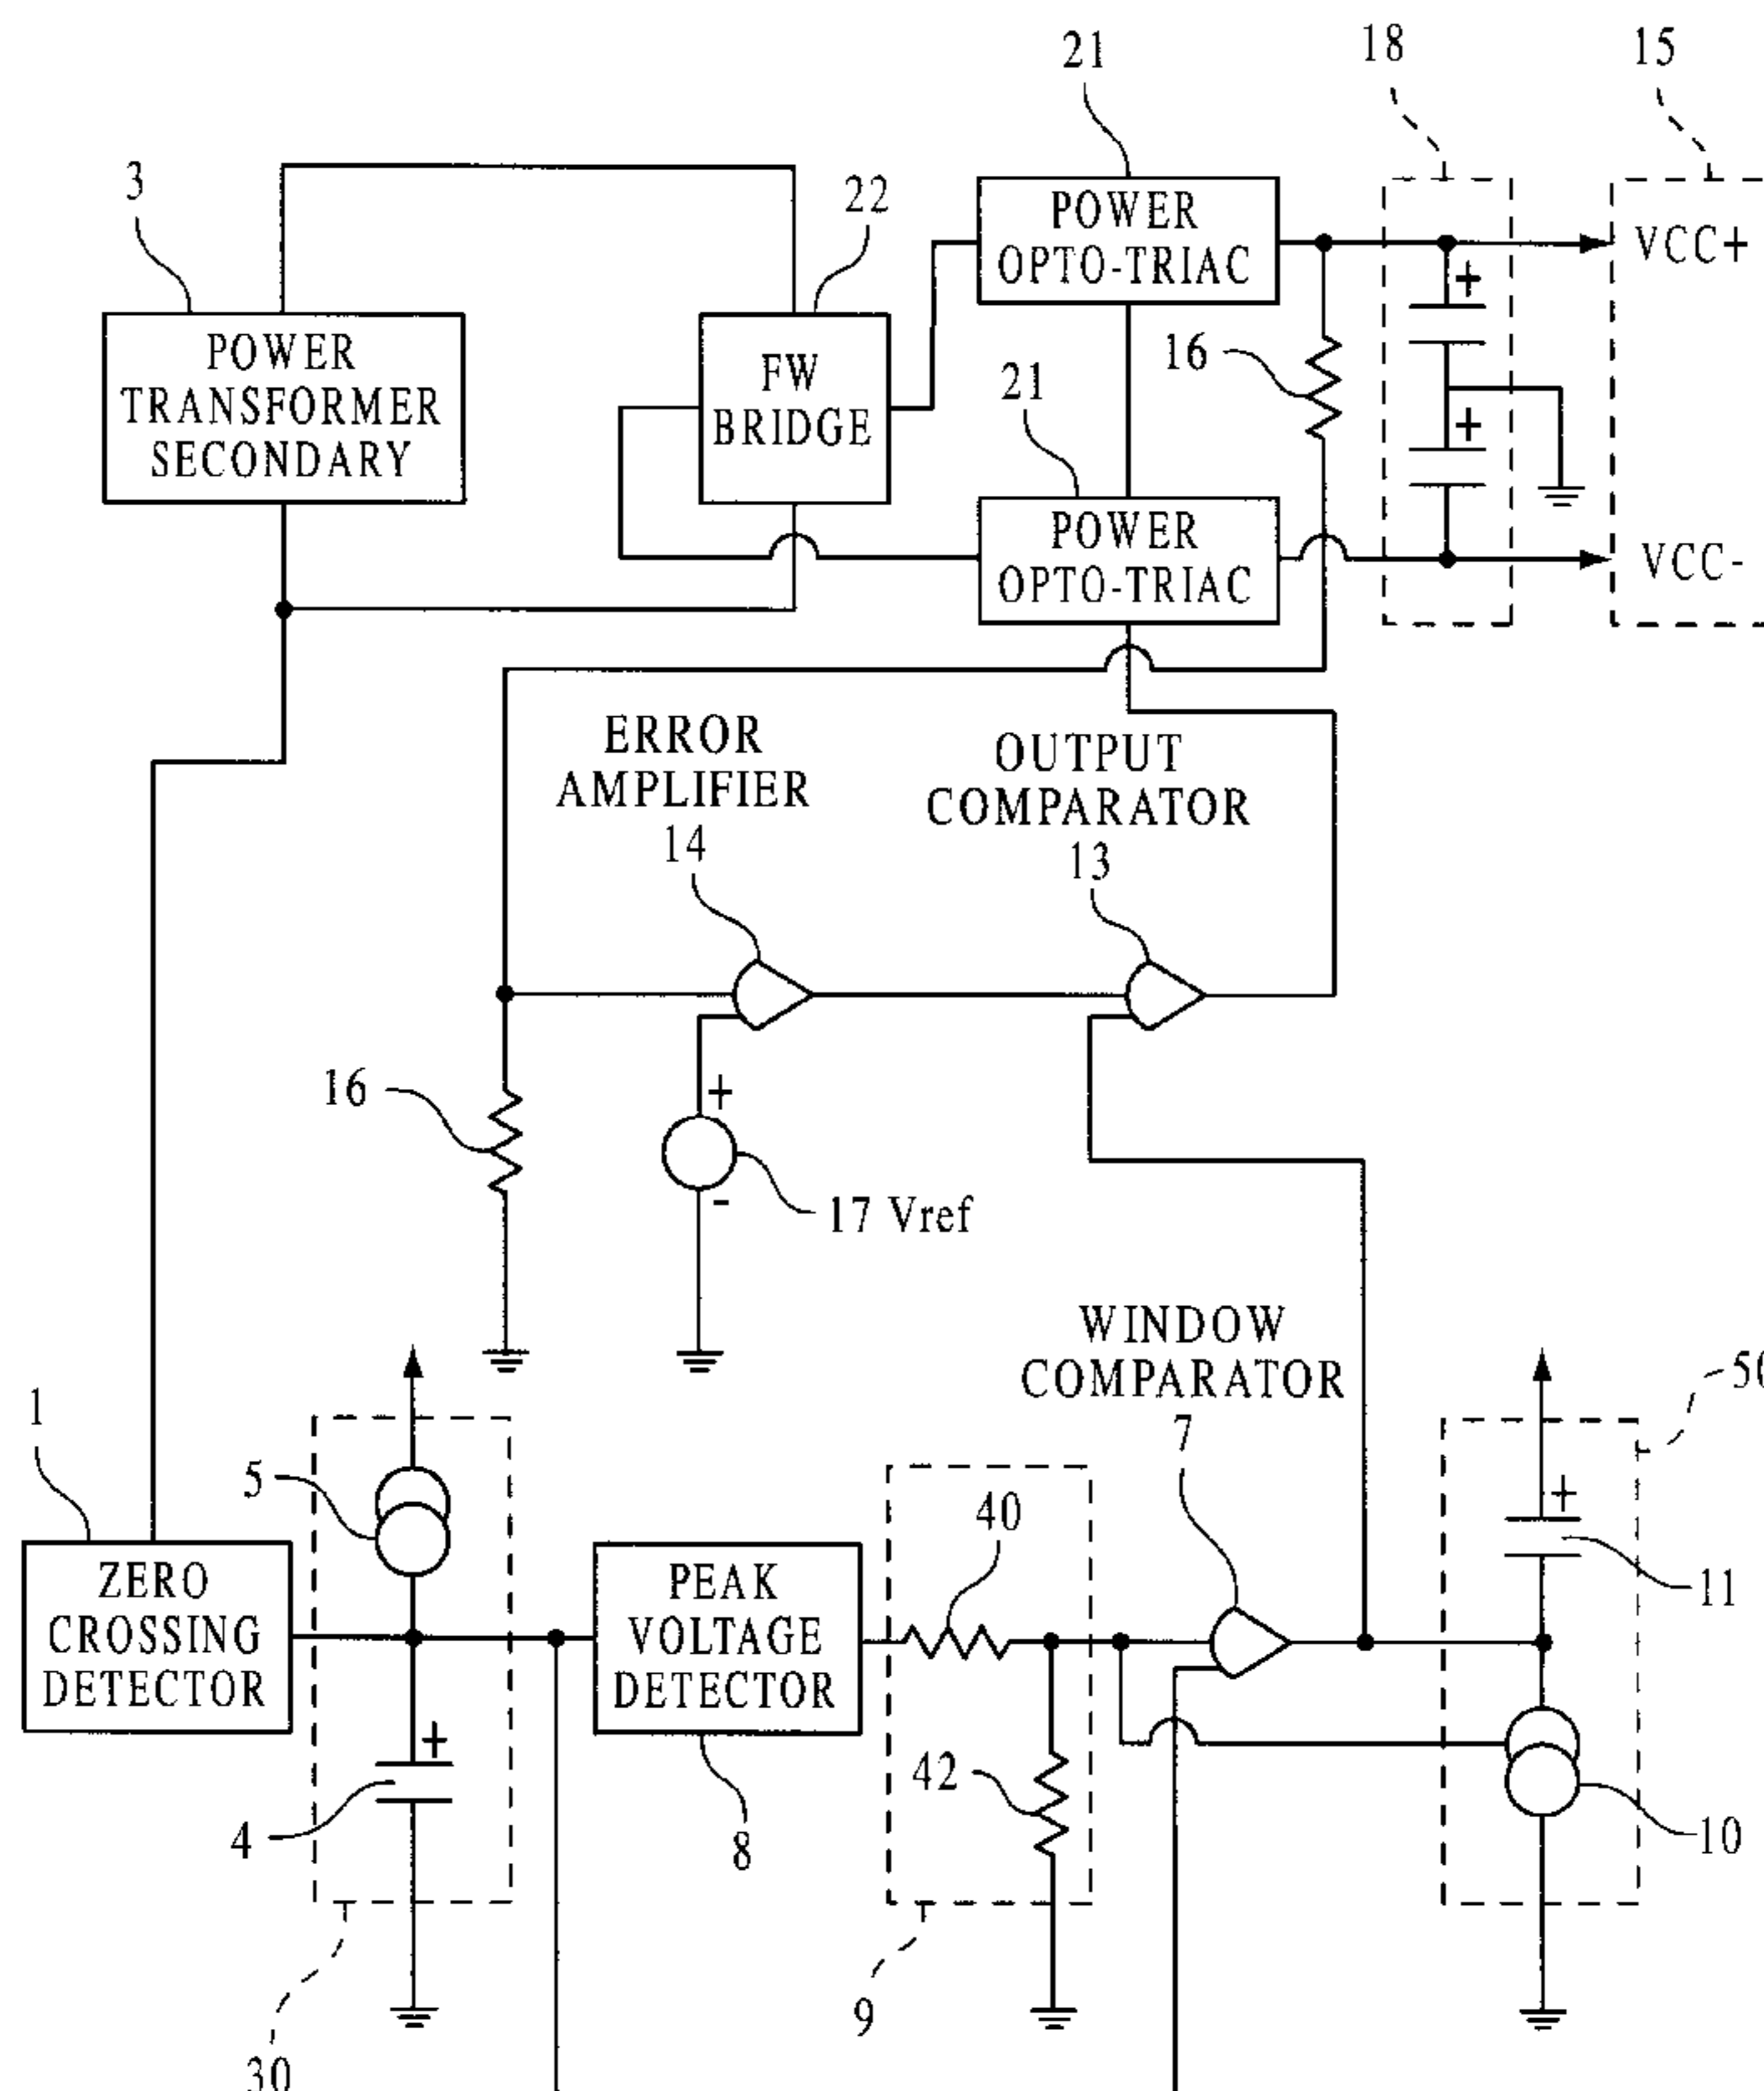 21
18
15
3
22
POWER
OPTO-TRIAC
VCC+
+
POWER
TRANSFORMER
SECONDARY
FW
BRIDGE
16
21
+
POWER
OPTO-TRIAC
VCC-
ERROR
AMPLIFIER
14
OUTPUT
COMPARATOR
13
16
+
-
17 Vref
WINDOW
COMPARATOR
7
1
5
40
+
11
ZERO
CROSSING
DETECTOR
PEAK
VOLTAGE
DETECTOR
+
4
42
8
10
9
30